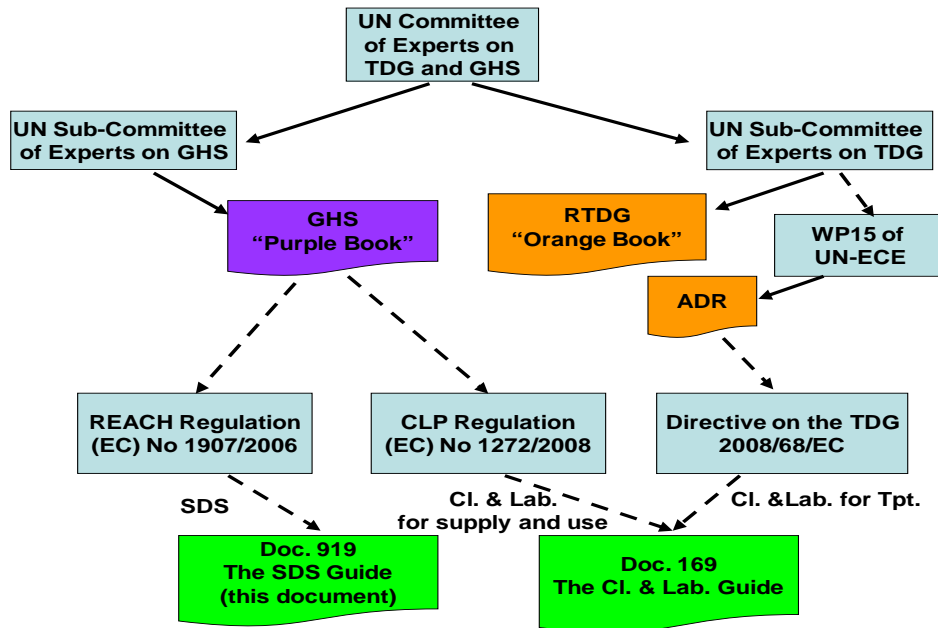 UN Committee
of Experts on
TDG and GHS
UN Sub-Committee
of Experts on GHS
UN Sub-Committee
of Experts on TDG
GHS
“Purple Book”
RTDG
“Orange Book”
WP15 of
UN-ECE
ADR
REACH Regulation
(EC) No 1907/2006
CLP Regulation
(EC) No 1272/2008
Directive on the TDG
2008/68/EC
SDS
Cl. & Lab.
for supply and use
Cl. &Lab. for Tpt.
Doc. 919
The SDS Guide
(this document)
Doc. 169
The Cl. & Lab. Guide